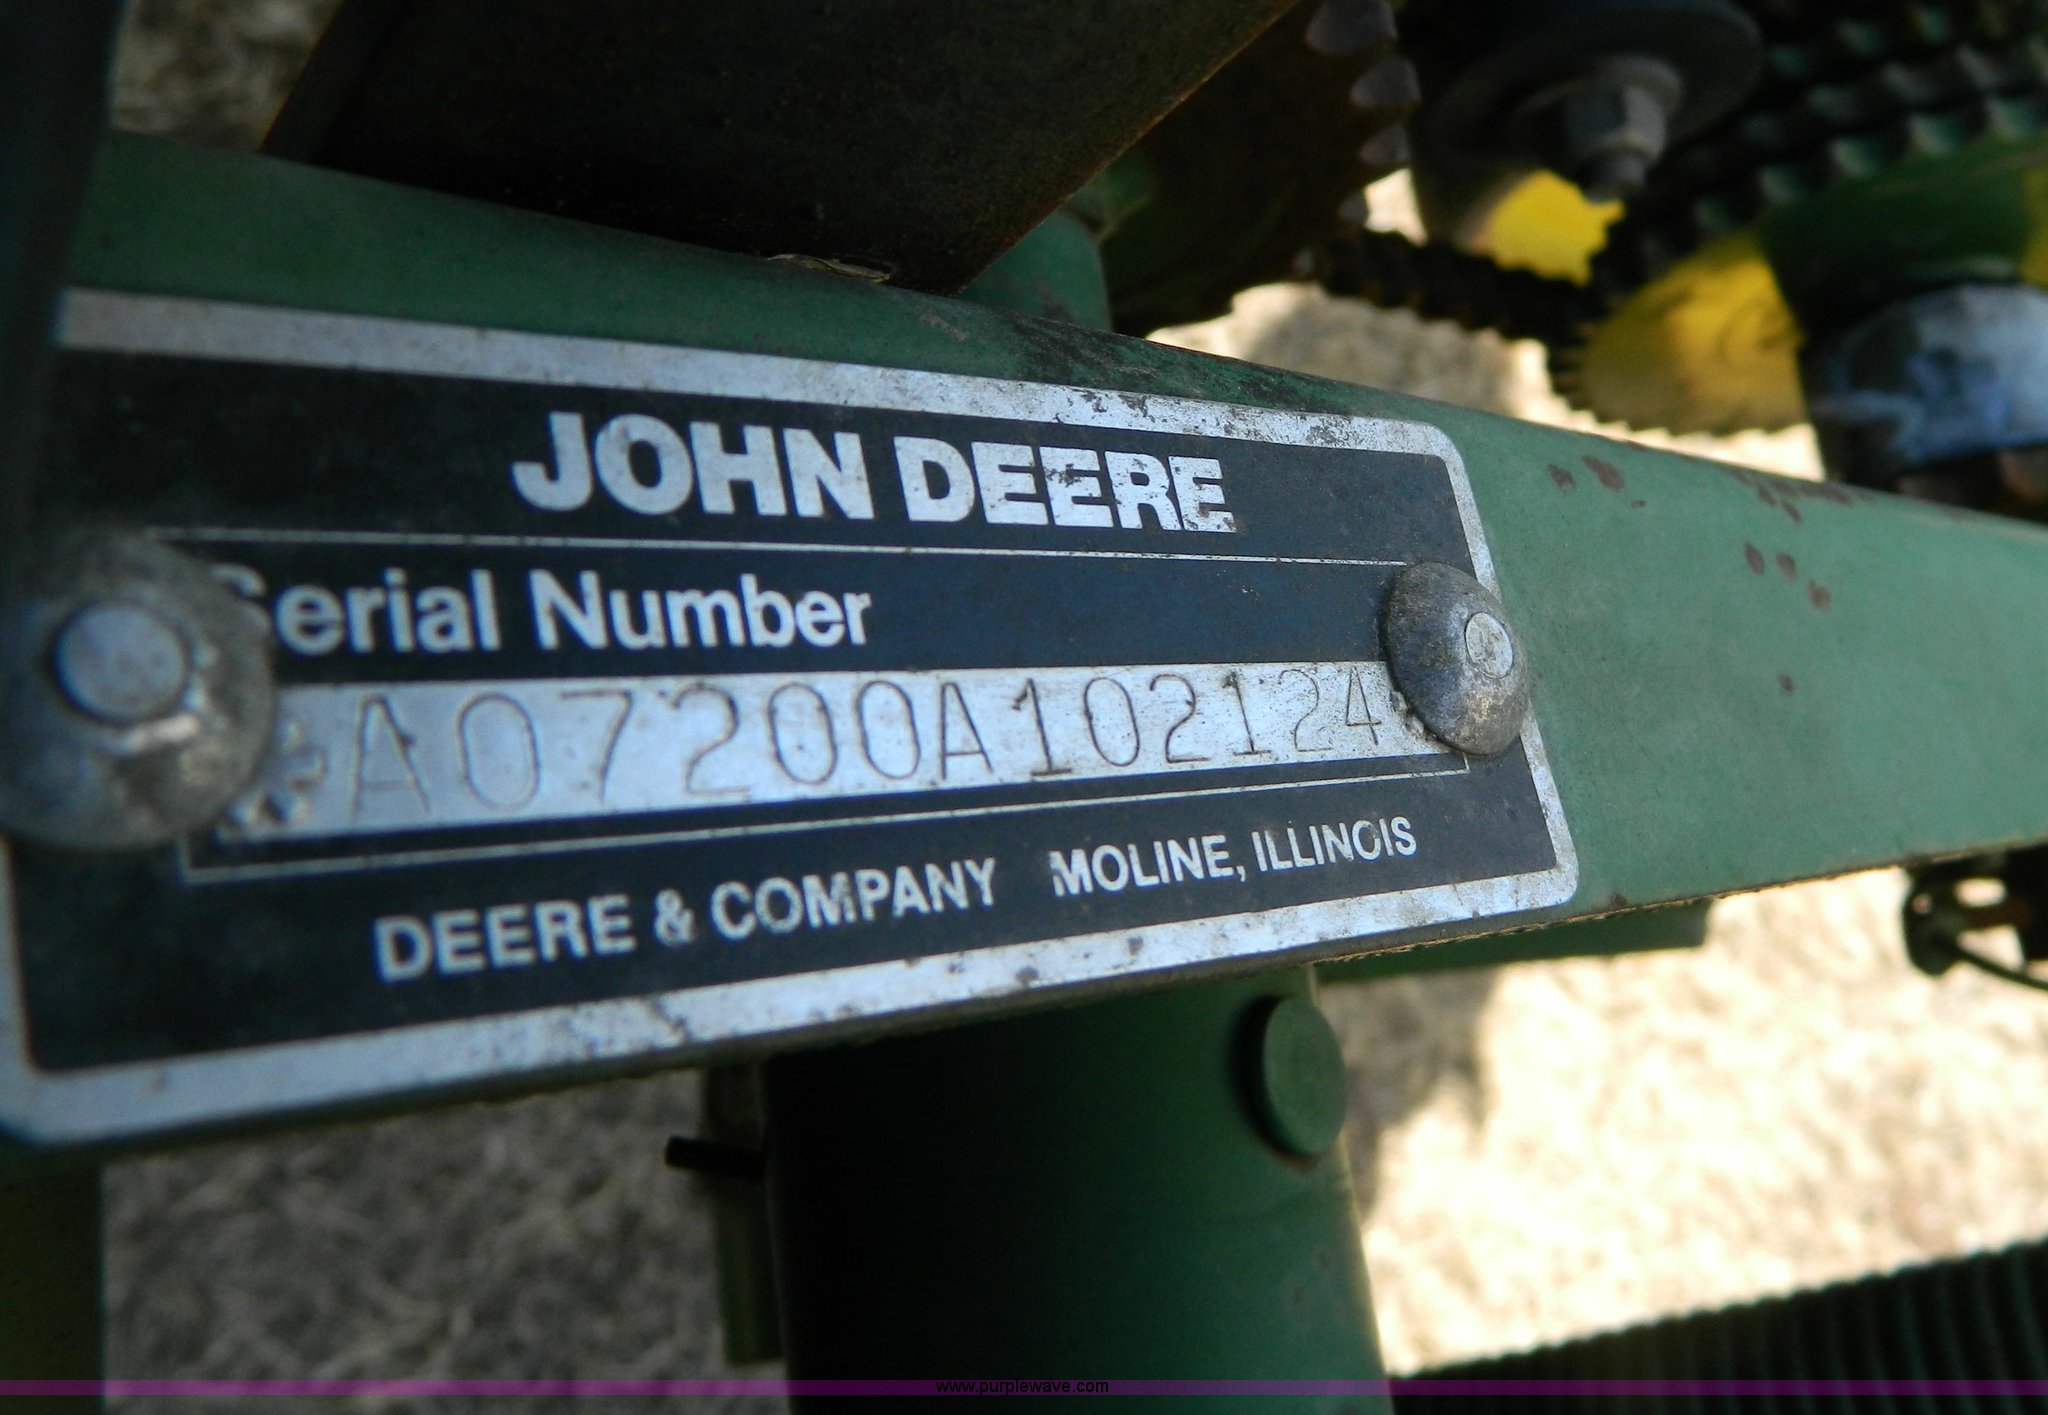 JOHN DEERE
Serial Number
*A07200A102124*
DEERE & COMPANY MOLINE, ILLINOIS
www.purplewave.com